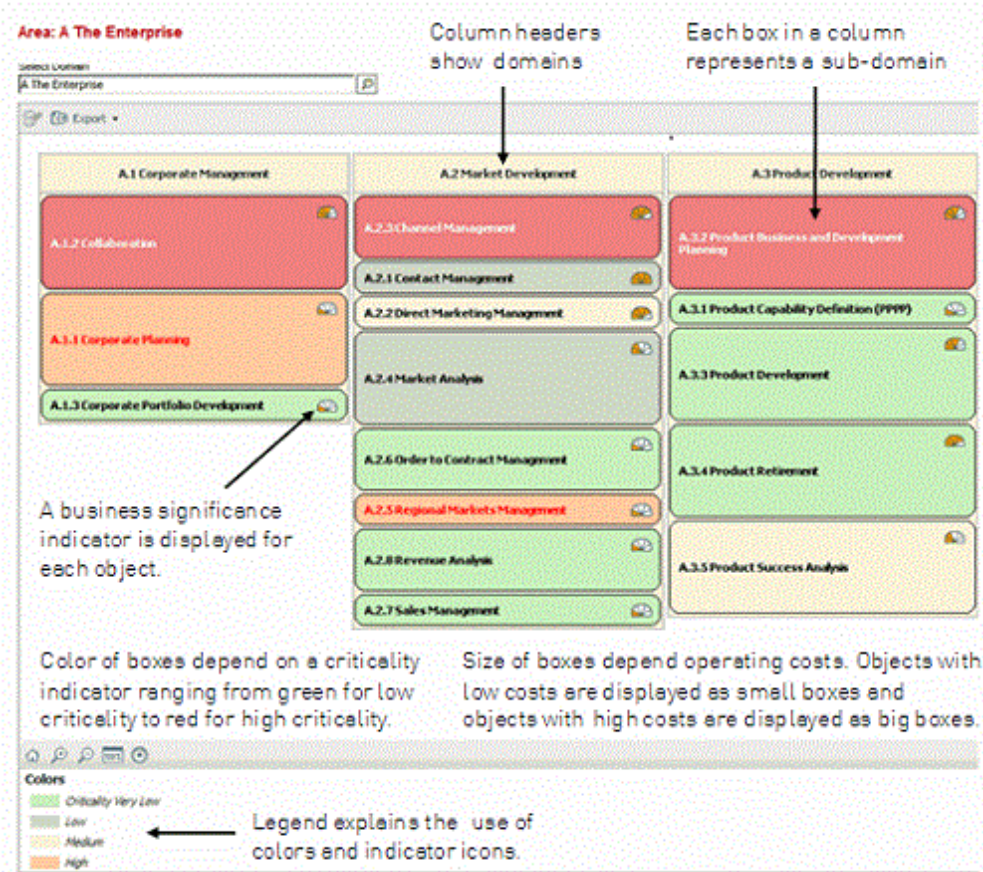 Area: A The Enterprise
Column headers
show domains
Each box in a column
represents a sub-domain
Select Domain
A The Enterprise
Export
A.1 Corporate Management
A.2 Market Development
A.3 Product Development
A.1.2 Collaboration
A.1.1 Corporate Planning
A.1.3 Corporate Portfolio Development
A.2.3 Channel Management
A.2.1 Contact Management
A.2.2 Direct Marketing Management
A.2.4 Market Analysis
A.2.6 Order to Contract Management
A.2.5 Regional Markets Management
A.2.8 Revenue Analysis
A.2.7 Sales Management
A.3.2 Product Business and Development
Planning
A.3.1 Product Capability Definition (PPPP)
A.3.3 Product Development
A.3.4 Product Retirement
A.3.5 Product Success Analysis
A business significance
indicator is displayed for
each object.
Color of boxes depend on a criticality
indicator ranging from green for low
criticality to red for high criticality.
Size of boxes depend operating costs. Objects with
low costs are displayed as small boxes and
objects with high costs are displayed as big boxes.
Colors
Criticality Very Low
Low
Medium
High
Legend explains the use of
colors and indicator icons.